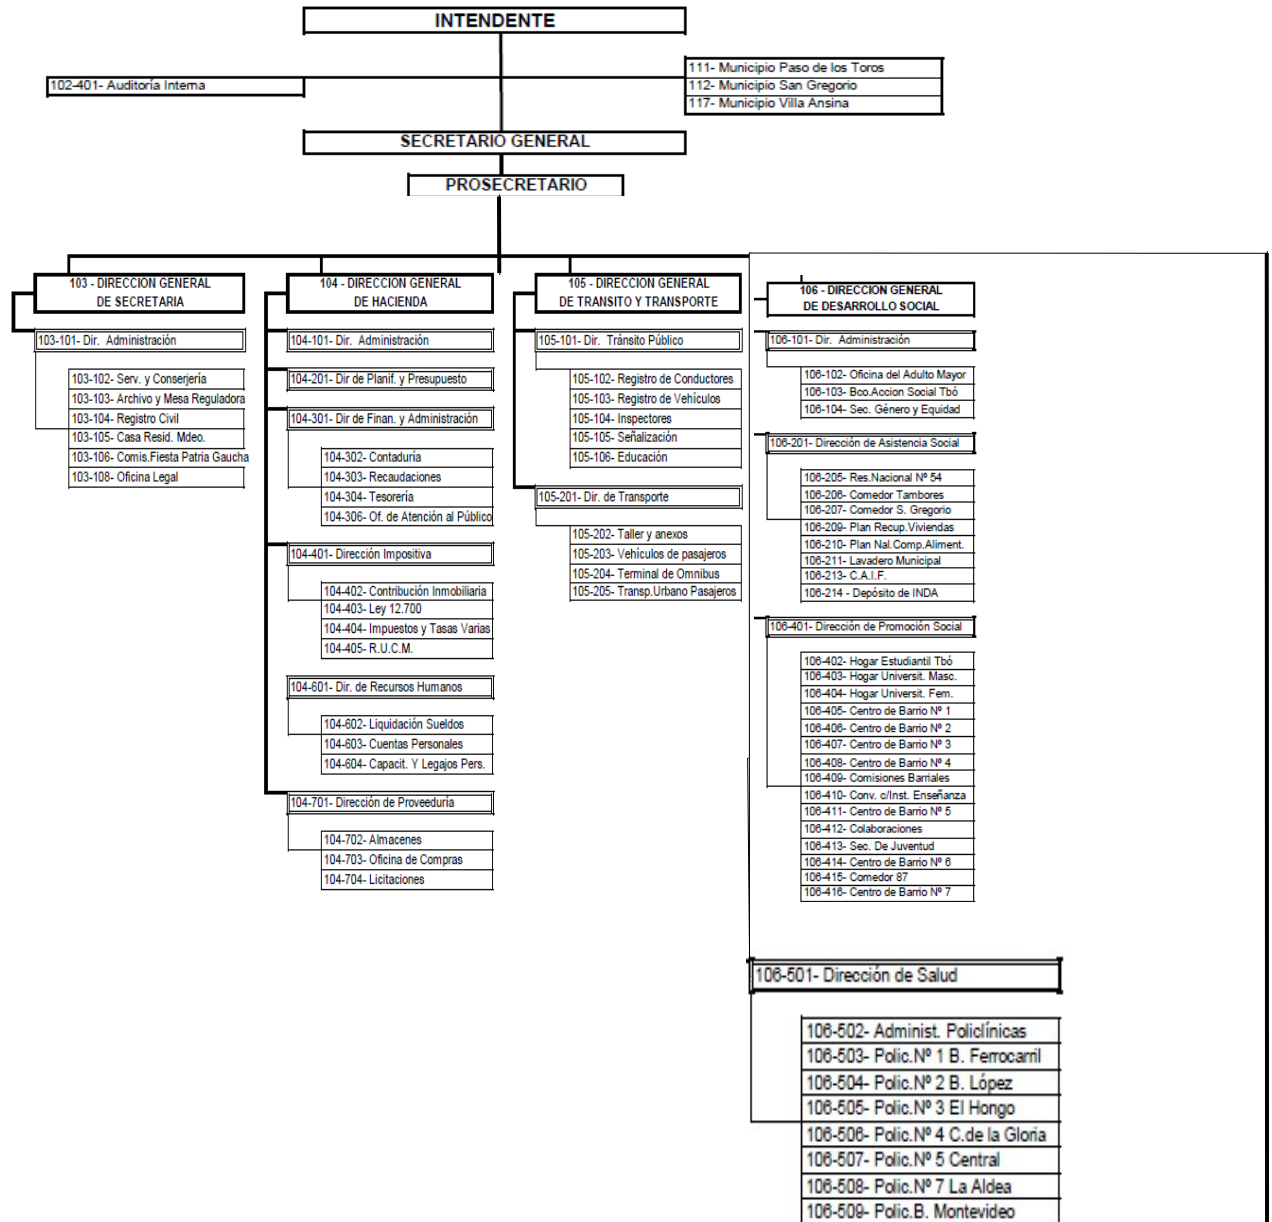 INTENDENTE
102-401- Auditoría Interna
111- Municipio Paso de los Toros
112- Municipio San Gregorio
117- Municipio Villa Ansina
SECRETARIO GENERAL
PROSECRETARIO
103 - DIRECCION GENERAL
DE SECRETARIA
103-101- Dir. Administración
103-102- Serv. y Conserjería
103-103- Archivo y Mesa Reguladora
103-104- Registro Civil
103-105- Casa Resid. Mdeo.
103-106- Comis.Fiesta Patria Gaucha
103-108- Oficina Legal
104 - DIRECCION GENERAL
DE HACIENDA
104-101- Dir. Administración
104-201- Dir de Planif. y Presupuesto
104-301- Dir de Finan. y Administración
104-302- Contaduría
104-303- Recaudaciones
104-304- Tesorería
104-306- Of. de Atención al Público
104-401- Dirección Impositiva
104-402- Contribución Inmobiliaria
104-403- Ley 12.700
104-404- Impuestos y Tasas Varias
104-405- R.U.C.M.
104-601- Dir. de Recursos Humanos
104-602- Liquidación Sueldos
104-603- Cuentas Personales
104-604- Capacit. Y Legajos Pers.
104-701- Dirección de Proveeduría
104-702- Almacenes
104-703- Oficina de Compras
104-704- Licitaciones
105 - DIRECCION GENERAL
DE TRANSITO Y TRANSPORTE
105-101- Dir. Tránsito Público
105-102- Registro de Conductores
105-103- Registro de Vehículos
105-104- Inspectores
105-105- Señalización
105-106- Educación
105-201- Dir. de Transporte
105-202- Taller y anexos
105-203- Vehículos de pasajeros
105-204- Terminal de Omnibus
105-205- Transp.Urbano Pasajeros
106 - DIRECCION GENERAL
DE DESARROLLO SOCIAL
106-101- Dir. Administración
106-102- Oficina del Adulto Mayor
106-103- Bco.Accion Social Tbó
106-104- Sec. Género y Equidad
106-201- Dirección de Asistencia Social
106-205- Res.Nacional Nº 54
106-206- Comedor Tambores
106-207- Comedor S. Gregorio
106-209- Plan Recup.Viviendas
106-210- Plan Nal.Comp.Aliment.
106-211- Lavadero Municipal
106-213- C.A.I.F.
106-214 - Depósito de INDA
106-401- Dirección de Promoción Social
106-402- Hogar Estudiantil Tbó
106-403- Hogar Universit. Masc.
106-404- Hogar Universit. Fem.
106-405- Centro de Barrio Nº 1
106-406- Centro de Barrio Nº 2
106-407- Centro de Barrio Nº 3
106-408- Centro de Barrio Nº 4
106-409- Comisiones Barriales
106-410- Conv. c/Inst. Enseñanza
106-411- Centro de Barrio Nº 5
106-412- Colaboraciones
106-413- Sec. De Juventud
106-414- Centro de Barrio Nº 6
106-415- Comedor 87
106-416- Centro de Barrio Nº 7
106-501- Dirección de Salud
106-502- Administ. Policlínicas
106-503- Polic.Nº 1 B. Ferrocarril
106-504- Polic.Nº 2 B. López
106-505- Polic.Nº 3 El Hongo
106-506- Polic.Nº 4 C.de la Gloria
106-507- Polic.Nº 5 Central
106-508- Polic.Nº 7 La Aldea
106-509- Polic.B. Montevideo